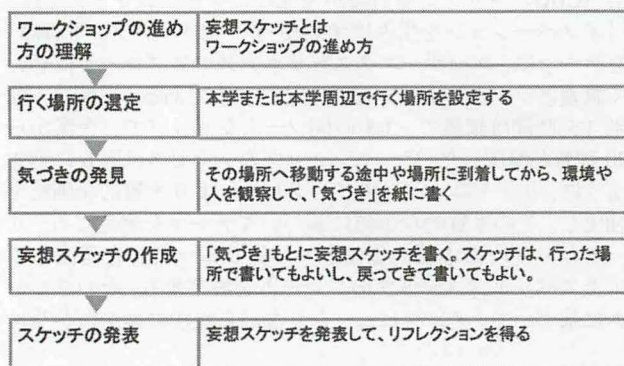 ワークショップの進め方の理解
妄想スケッチとは
ワークショップの進め方
行く場所の選定
本学または本学周辺で行く場所を設定する
気づきの発見
その場所へ移動する途中や場所に到着してから、環境や
人を観察して、「気づき」を紙に書く
妄想スケッチの作成
「気づき」もとに妄想スケッチを書く。スケッチは、行った場
所で書いてもよいし、戻ってきて書いてもよい。
スケッチの発表
妄想スケッチを発表して、リフレクションを得る